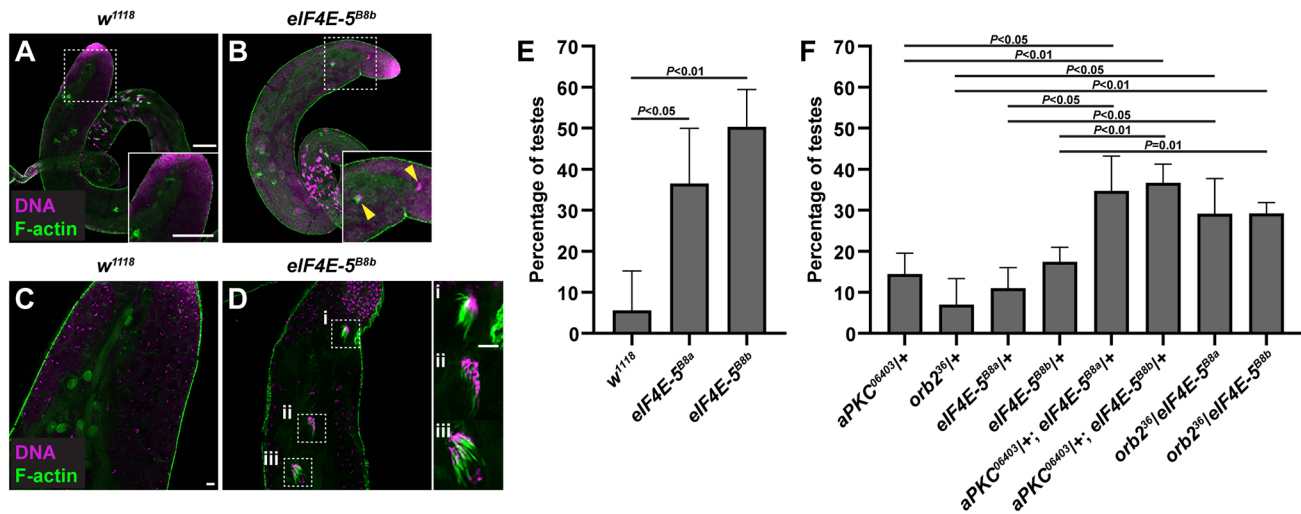 w1118
eIF4E-5B8b
A
B
DNA
F-actin
w1118
eIF4E-5B8b
C
D
i
ii
iii
i
ii
iii
DNA
F-actin
E
Percentage of testes
70
60
50
40
30
20
10
0
P<0.01
P<0.05
w1118
eIF4E-5B8a
eIF4E-5B8b
F
Percentage of testes
70
60
50
40
30
20
10
0
P<0.05
P<0.01
P<0.05
P<0.01
P<0.05
P<0.05
P<0.01
P=0.01
aPKC06403/+
orb236/+
eIF4E-5B8a/+
eIF4E-5B8b/+
aPKC06403/+; eIF4E-5B8a/+
aPKC06403/+; eIF4E-5B8b/+
orb236/eIF4E-5B8a
orb236/eIF4E-5B8b